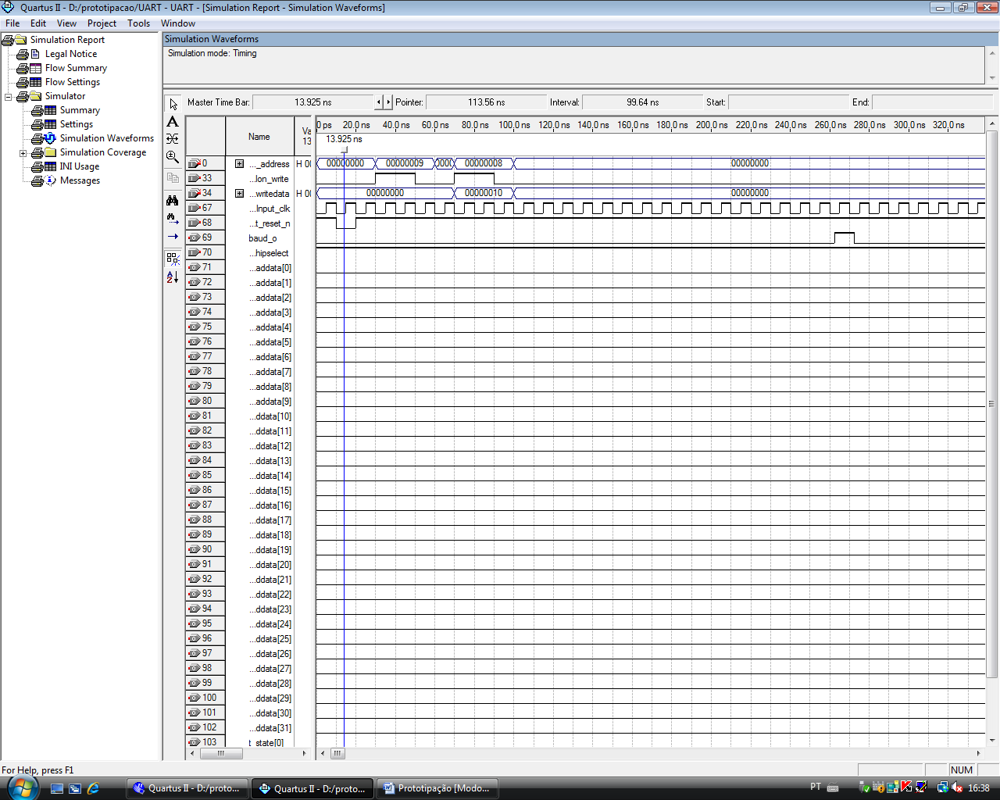 Quartus II - D:/prototipacao/UART - UART - [Simulation Report - Simulation Waveforms]
File Edit View Project Tools Window
Simulation Report
Legal Notice
Flow Summary
Flow Settings
Simulator
Summary
Settings
Simulation Waveforms
Simulation Coverage
INI Usage
Messages
Simulation Waveforms
Simulation mode: Timing
Master Time Bar: 13.925 ns Pointer: 113.56 ns Interval: 99.64 ns Start: End:
Name
Va
13
0 ps 20.0 ns 40.0 ns 60.0 ns 80.0 ns 100.0 ns 120.0 ns 140.0 ns 160.0 ns 180.0 ns 200.0 ns 220.0 ns 240.0 ns 260.0 ns 280.0 ns 300.0 ns 320.0 ns
13.925 ns
0 ..._address H 00 00000000 00000009 000 00000008 00000000
33 ...lon_write
34 ...writedata H 00 00000000 00000010 00000000
67 ...Input_clk
68 ...t_reset_n
69 baud_o
70 ...hipselect
71 ...addata[0]
72 ...addata[1]
73 ...addata[2]
74 ...addata[3]
75 ...addata[4]
76 ...addata[5]
77 ...addata[6]
78 ...addata[7]
79 ...addata[8]
80 ...addata[9]
81 ...ddata[10]
82 ...ddata[11]
83 ...ddata[12]
84 ...ddata[13]
85 ...ddata[14]
86 ...ddata[15]
87 ...ddata[16]
88 ...ddata[17]
89 ...ddata[18]
90 ...ddata[19]
91 ...ddata[20]
92 ...ddata[21]
93 ...ddata[22]
94 ...ddata[23]
95 ...ddata[24]
96 ...ddata[25]
97 ...ddata[26]
98 ...ddata[27]
99 ...ddata[28]
100 ...ddata[29]
101 ...ddata[30]
102 ...ddata[31]
103 t_state[0]
For Help, press F1
NUM
Quartus II - D:/proto...
Quartus II - D:/proto...
Prototipação [Modo...
PT
16:38